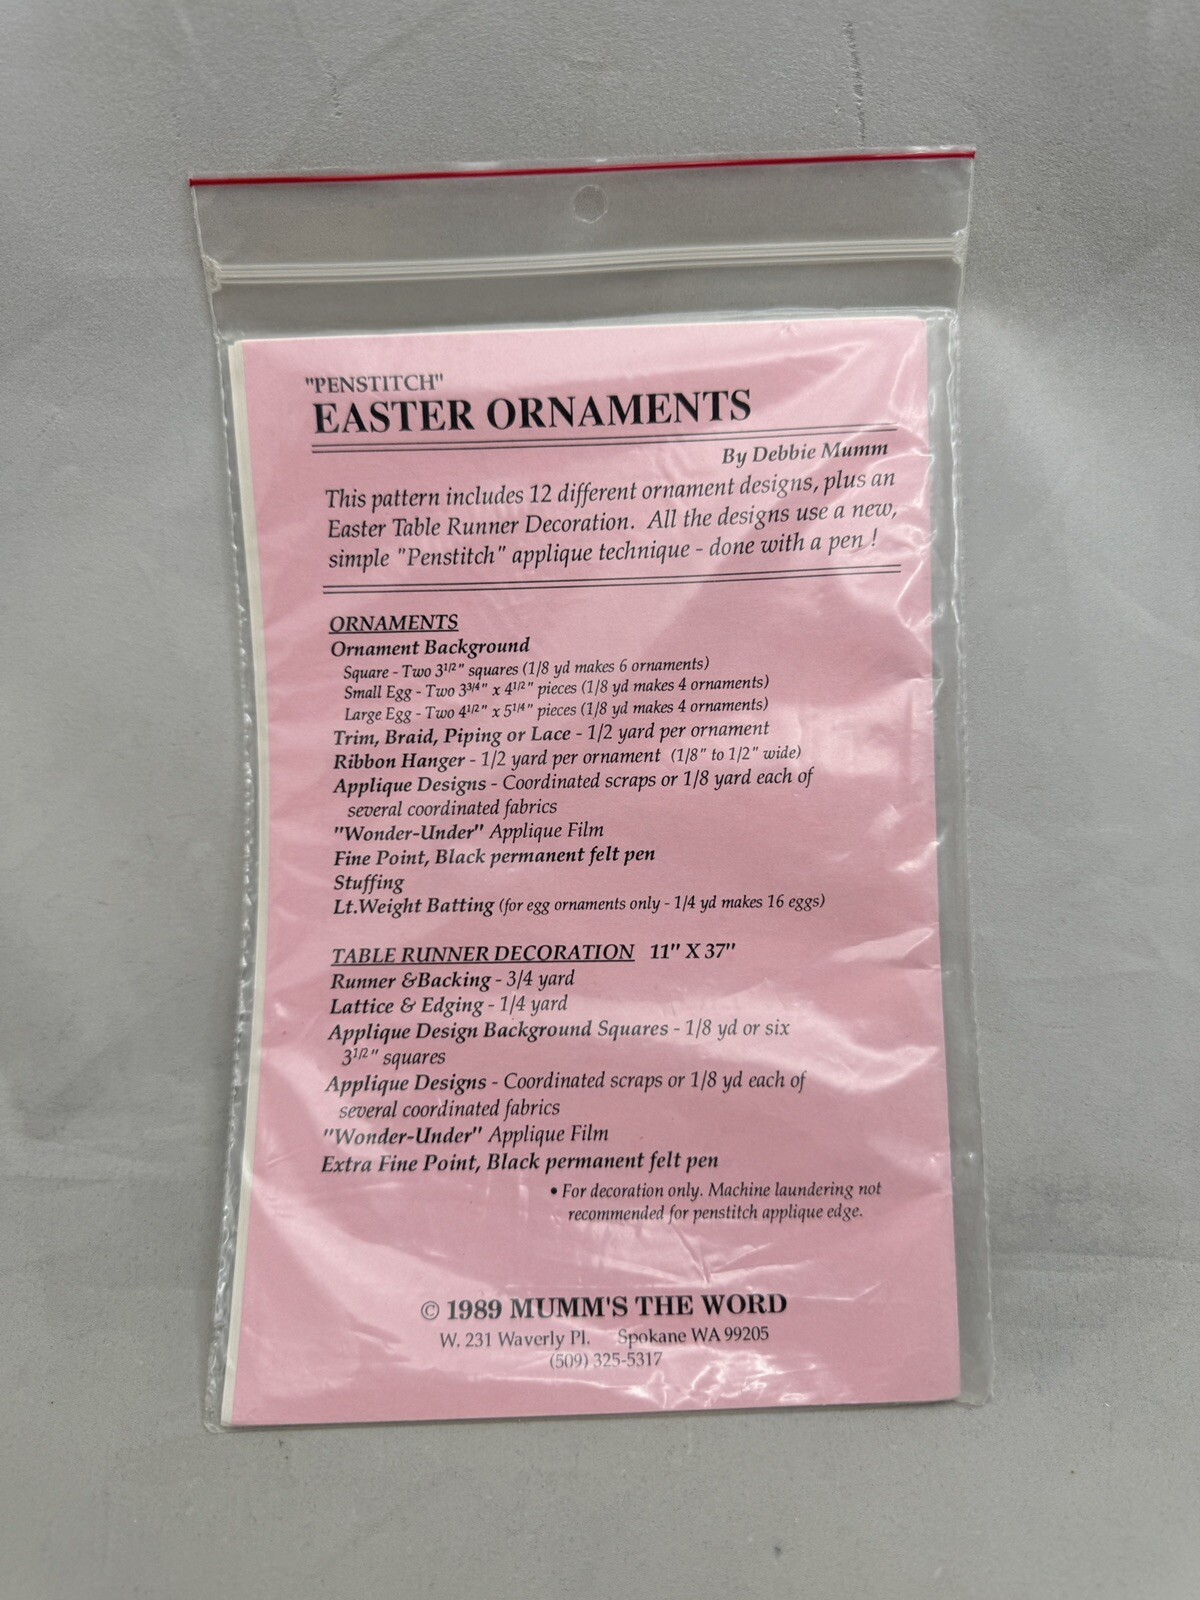 "PENSTITCH"
EASTER ORNAMENTS
By Debbie Mumm
This pattern includes 12 different ornament designs, plus an
Easter Table Runner Decoration. All the designs use a new,
simple "Penstitch" applique technique - done with a pen !
ORNAMENTS
Ornament Background
Square - Two 3 1/2" squares (1/8 yd makes 6 ornaments)
Small Egg - Two 3 3/4" x 4 1/2" pieces (1/8 yd makes 4 ornaments)
Large Egg - Two 4 1/2" x 5 1/4" pieces (1/8 yd makes 4 ornaments)
Trim, Braid, Piping or Lace - 1/2 yard per ornament
Ribbon Hanger - 1/2 yard per ornament (1/8" to 1/2" wide)
Applique Designs - Coordinated scraps or 1/8 yard each of
several coordinated fabrics
"Wonder-Under" Applique Film
Fine Point, Black permanent felt pen
Stuffing
Lt.Weight Batting (for egg ornaments only - 1/4 yd makes 16 eggs)
TABLE RUNNER DECORATION 11" X 37"
Runner &Backing - 3/4 yard
Lattice & Edging - 1/4 yard
Applique Design Background Squares - 1/8 yd or six
3 1/2" squares
Applique Designs - Coordinated scraps or 1/8 yd each of
several coordinated fabrics
"Wonder-Under" Applique Film
Extra Fine Point, Black permanent felt pen
• For decoration only. Machine laundering not
recommended for penstitch applique edge.
© 1989 MUMM'S THE WORD
W. 231 Waverly Pl. Spokane WA 99205
(509) 325-5317